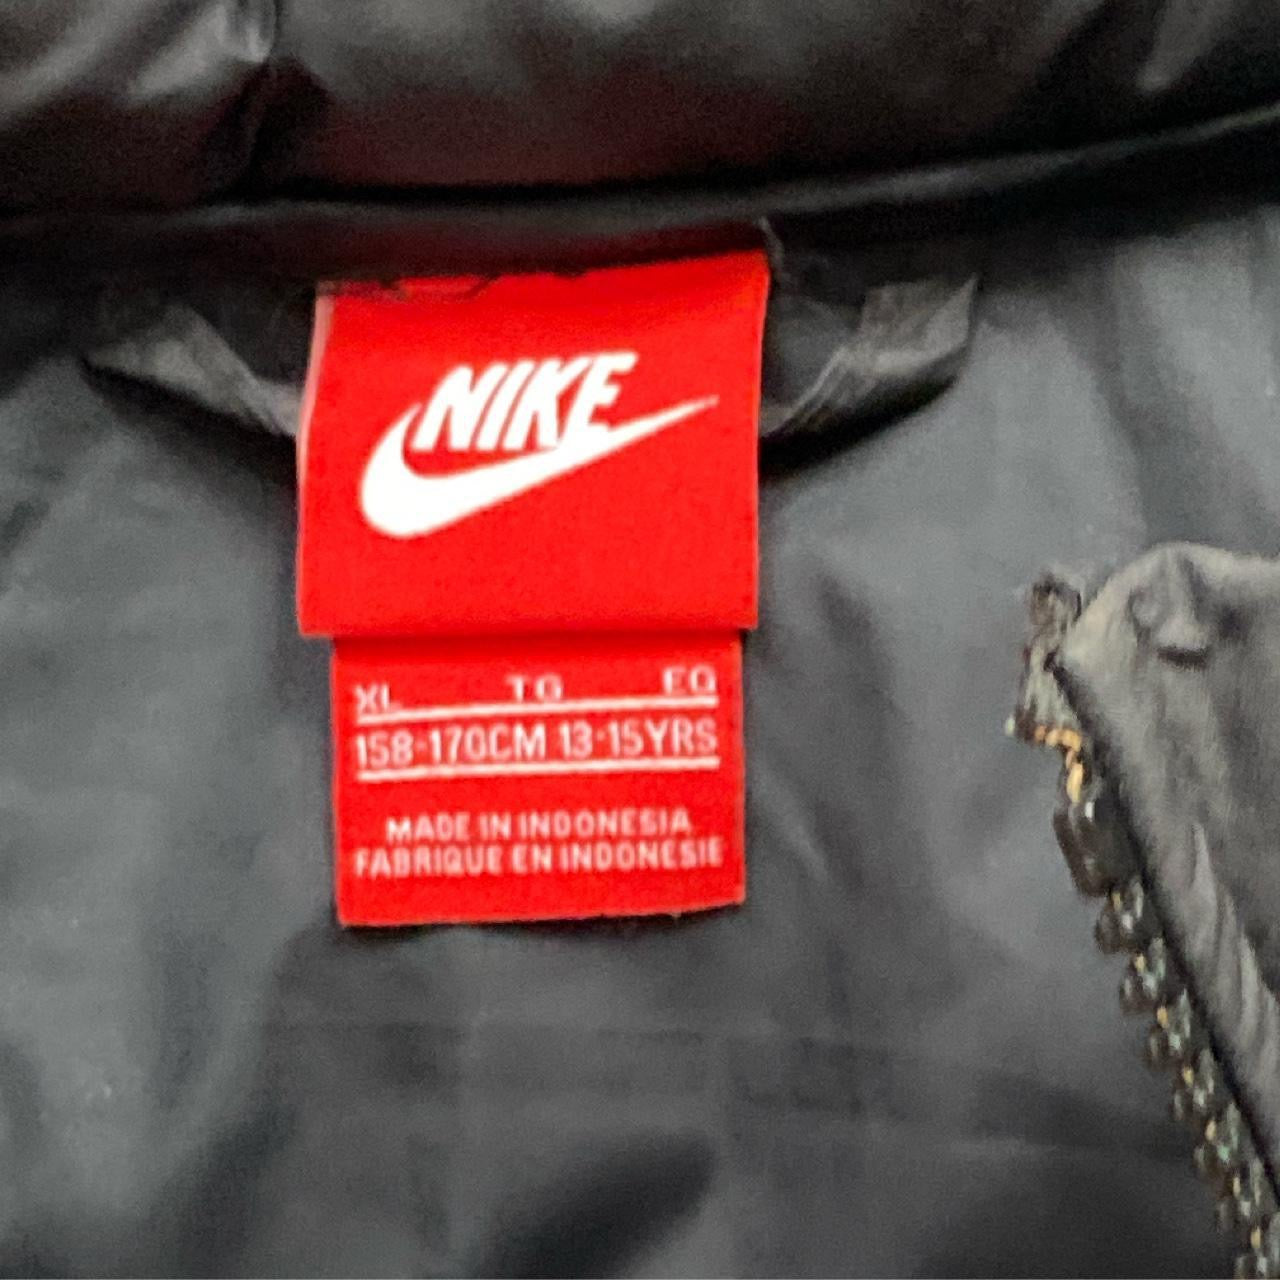 NIKE
XL TG EG
158-170CM 13-15YRS
MADE IN INDONESIA
FABRIQUE EN INDONESIE